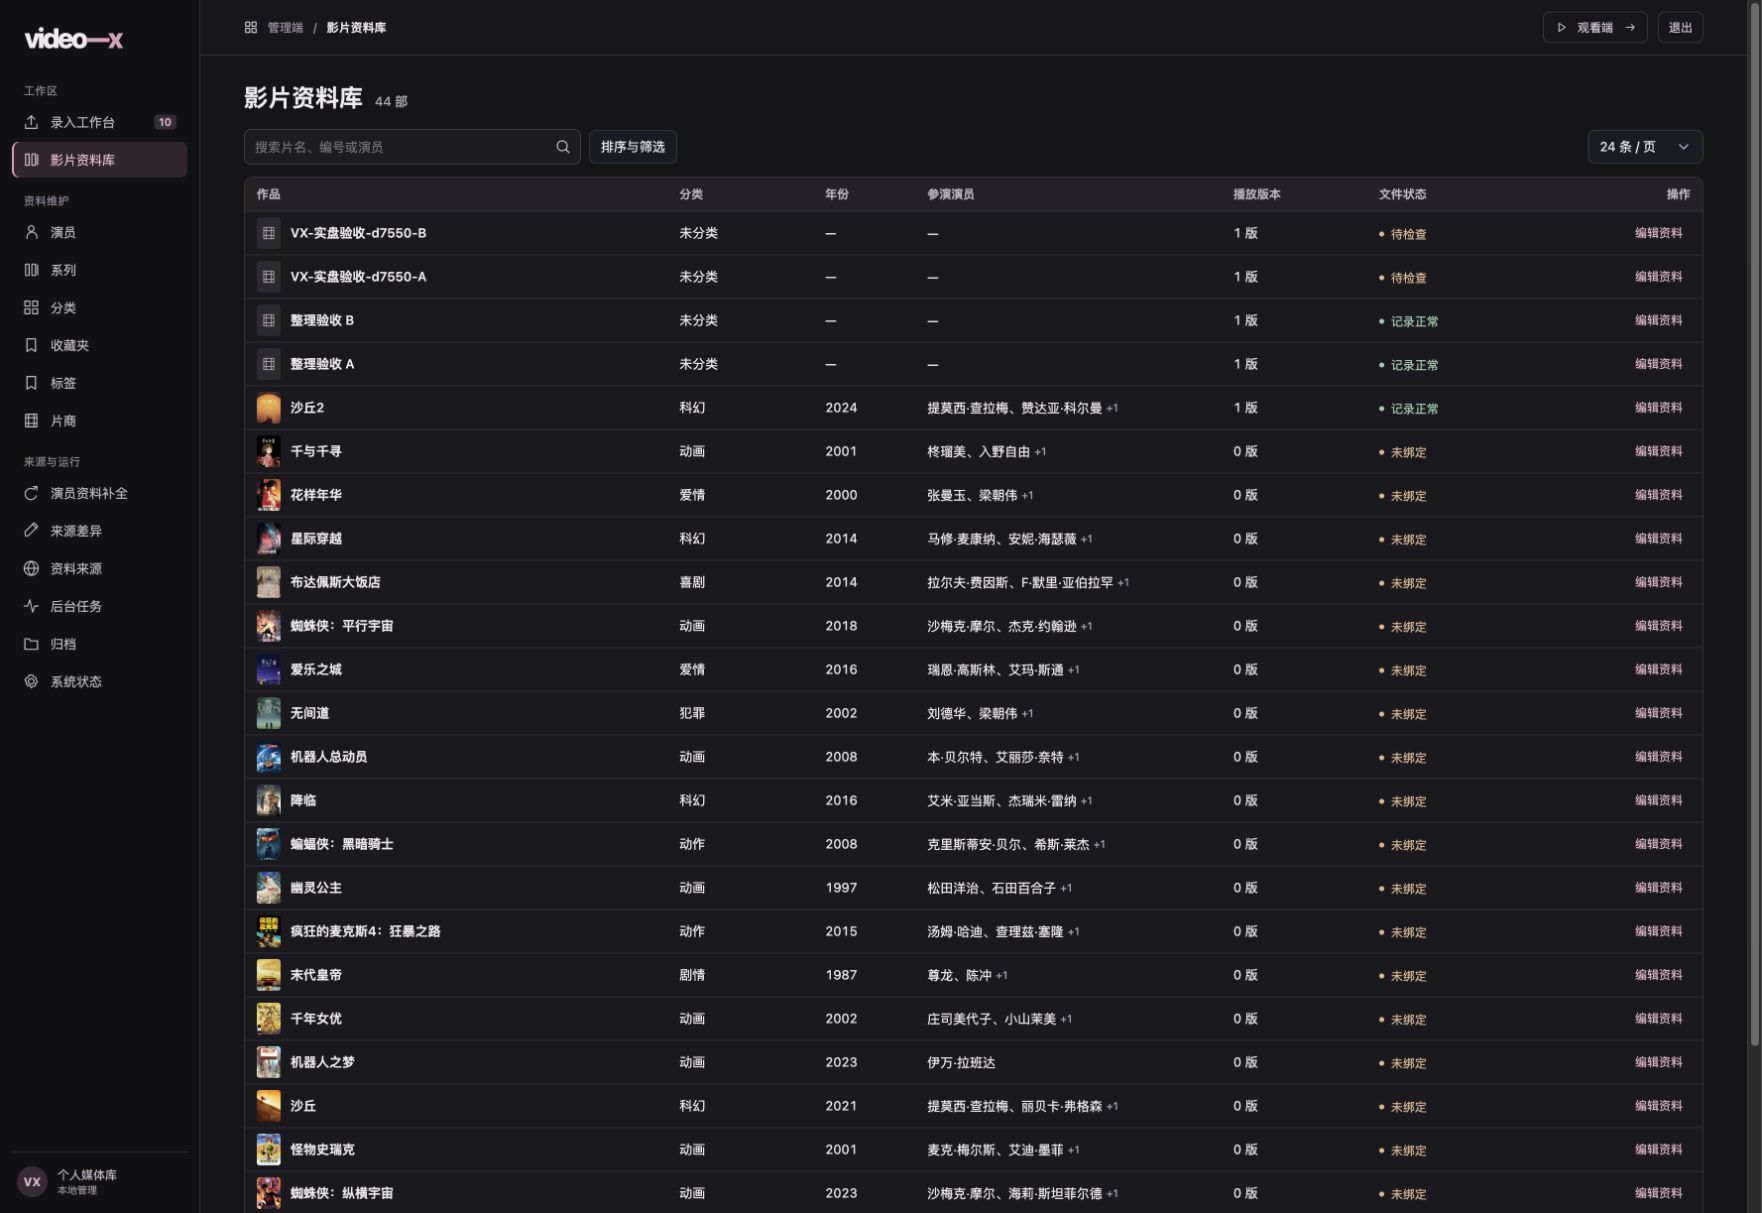 video—x
管理端 / 影片资料库
观看端 →
退出
工作区
录入工作台 10
影片资料库
资料维护
演员
系列
分类
收藏夹
标签
片商
来源与运行
演员资料补全
来源差异
资料来源
后台任务
归档
系统状态
VX
个人媒体库
本地管理
影片资料库 44 部
搜索片名、编号或演员
排序与筛选
24 条 / 页
作品 分类 年份 参演演员 播放版本 文件状态 操作
VX-实盘验收-d7550-B 未分类 — — 1 版 待检查 编辑资料
VX-实盘验收-d7550-A 未分类 — — 1 版 待检查 编辑资料
整理验收 B 未分类 — — 1 版 记录正常 编辑资料
整理验收 A 未分类 — — 1 版 记录正常 编辑资料
沙丘2 科幻 2024 提莫西·查拉梅、赞达亚·科尔曼 +1 1 版 记录正常 编辑资料
千与千寻 动画 2001 柊瑠美、入野自由 +1 0 版 未绑定 编辑资料
花样年华 爱情 2000 张曼玉、梁朝伟 +1 0 版 未绑定 编辑资料
星际穿越 科幻 2014 马修·麦康纳、安妮·海瑟薇 +1 0 版 未绑定 编辑资料
布达佩斯大饭店 喜剧 2014 拉尔夫·费因斯、F·默里·亚伯拉罕 +1 0 版 未绑定 编辑资料
蜘蛛侠：平行宇宙 动画 2018 沙梅克·摩尔、杰克·约翰逊 +1 0 版 未绑定 编辑资料
爱乐之城 爱情 2016 瑞恩·高斯林、艾玛·斯通 +1 0 版 未绑定 编辑资料
无间道 犯罪 2002 刘德华、梁朝伟 +1 0 版 未绑定 编辑资料
机器人总动员 动画 2008 本·贝尔特、艾丽莎·奈特 +1 0 版 未绑定 编辑资料
降临 科幻 2016 艾米·亚当斯、杰瑞米·雷纳 +1 0 版 未绑定 编辑资料
蝙蝠侠：黑暗骑士 动作 2008 克里斯蒂安·贝尔、希斯·莱杰 +1 0 版 未绑定 编辑资料
幽灵公主 动画 1997 松田洋治、石田百合子 +1 0 版 未绑定 编辑资料
疯狂的麦克斯4：狂暴之路 动作 2015 汤姆·哈迪、查理兹·塞隆 +1 0 版 未绑定 编辑资料
末代皇帝 剧情 1987 尊龙、陈冲 +1 0 版 未绑定 编辑资料
千年女优 动画 2002 庄司美代子、小山茉美 +1 0 版 未绑定 编辑资料
机器人之梦 动画 2023 伊万·拉班达 0 版 未绑定 编辑资料
沙丘 科幻 2021 提莫西·查拉梅、丽贝卡·弗格森 +1 0 版 未绑定 编辑资料
怪物史瑞克 动画 2001 麦克·梅尔斯、艾迪·墨菲 +1 0 版 未绑定 编辑资料
蜘蛛侠：纵横宇宙 动画 2023 沙梅克·摩尔、海莉·斯坦菲尔德 +1 0 版 未绑定 编辑资料